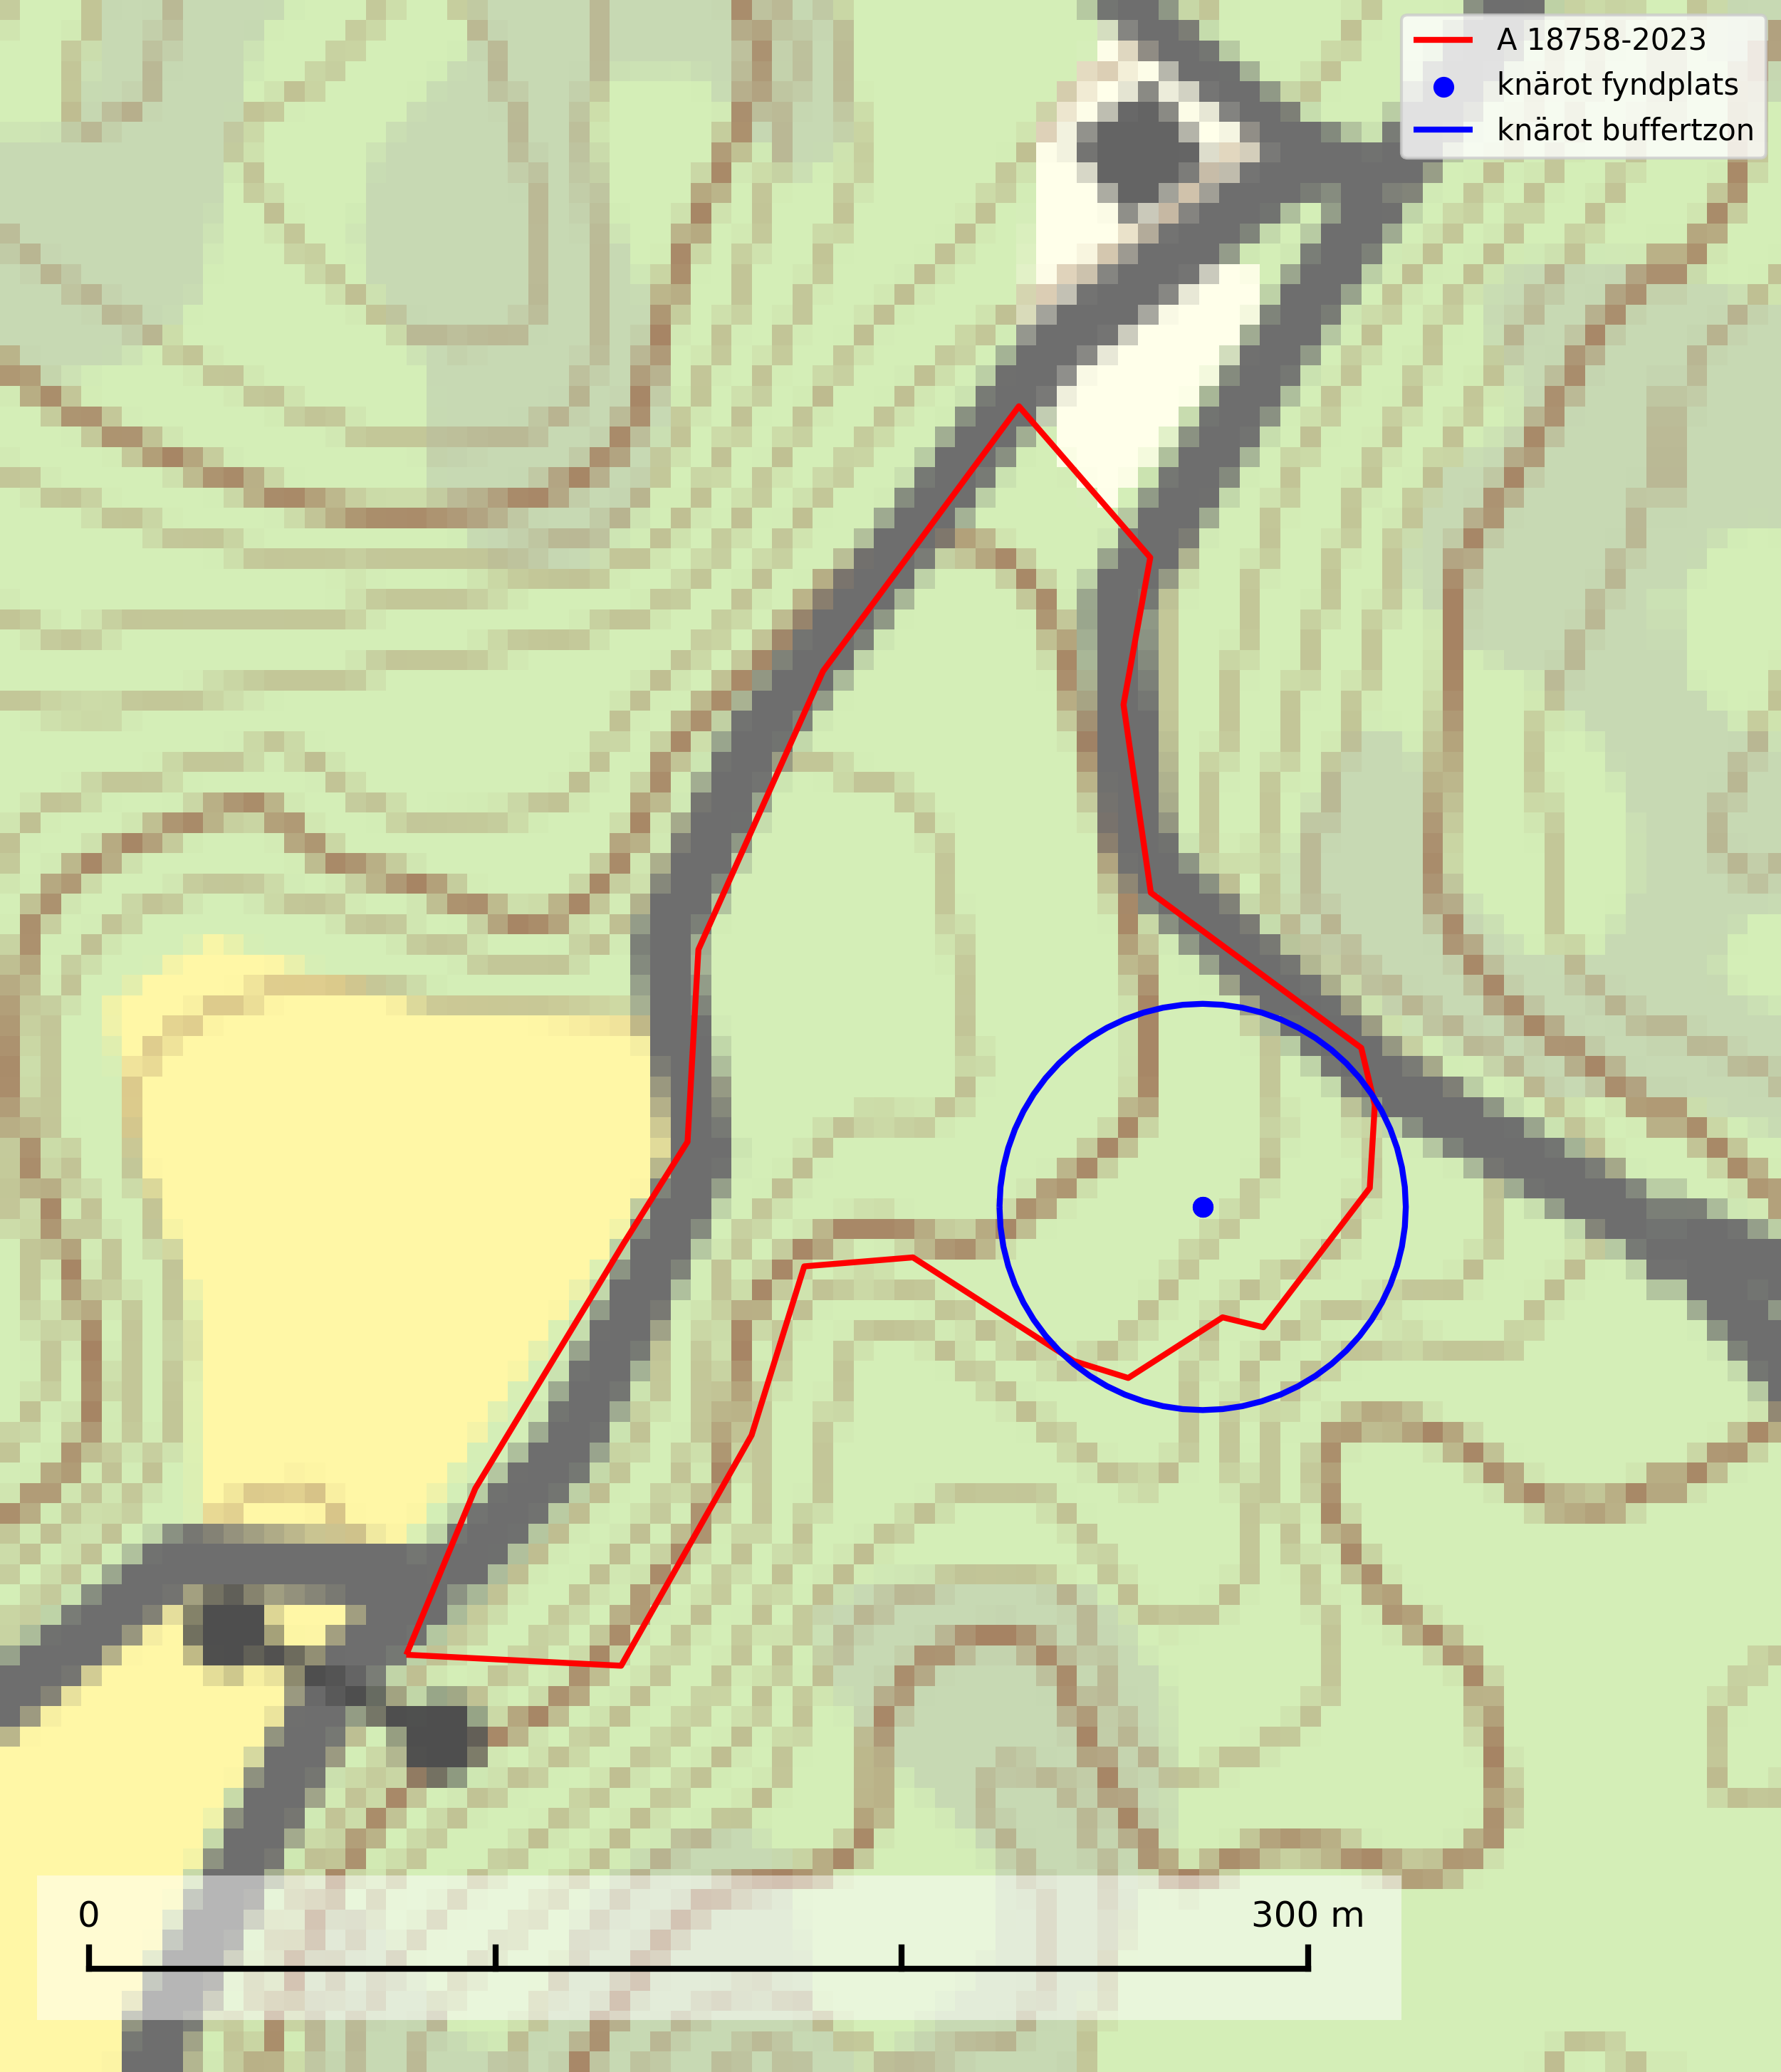 A 18758-2023
knärot fyndplats
knärot buffertzon
0 300 m